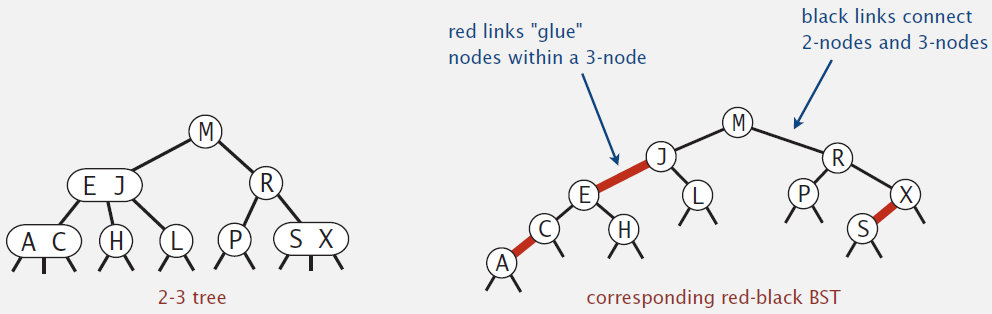 red links "glue"
nodes within a 3-node
black links connect
2-nodes and 3-nodes
M
E J
R
A C
H
L
P
S X
2-3 tree
M
J
R
E
L
P
X
C
H
S
A
corresponding red-black BST